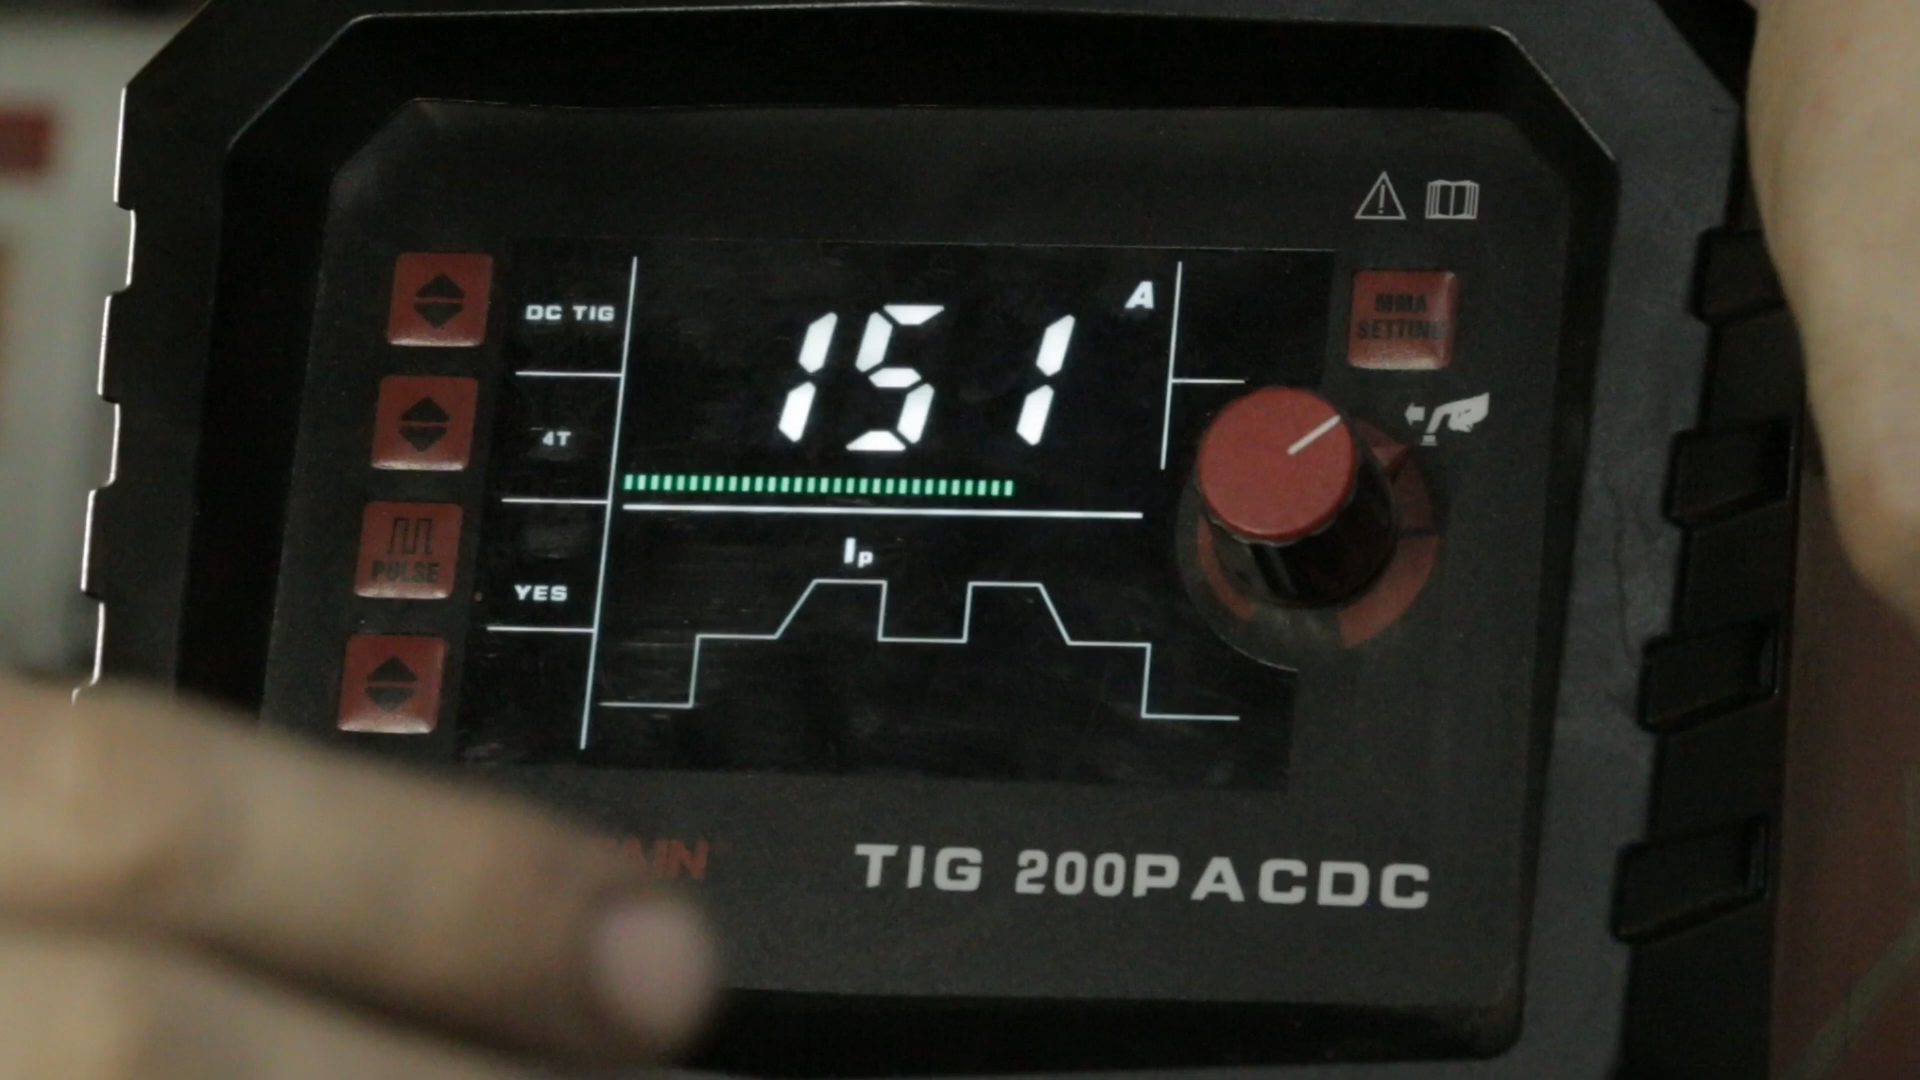 DC TIG
151 A
MMA
SETTING
4T
Ip
PULSE
YES
TIG 200P ACDC